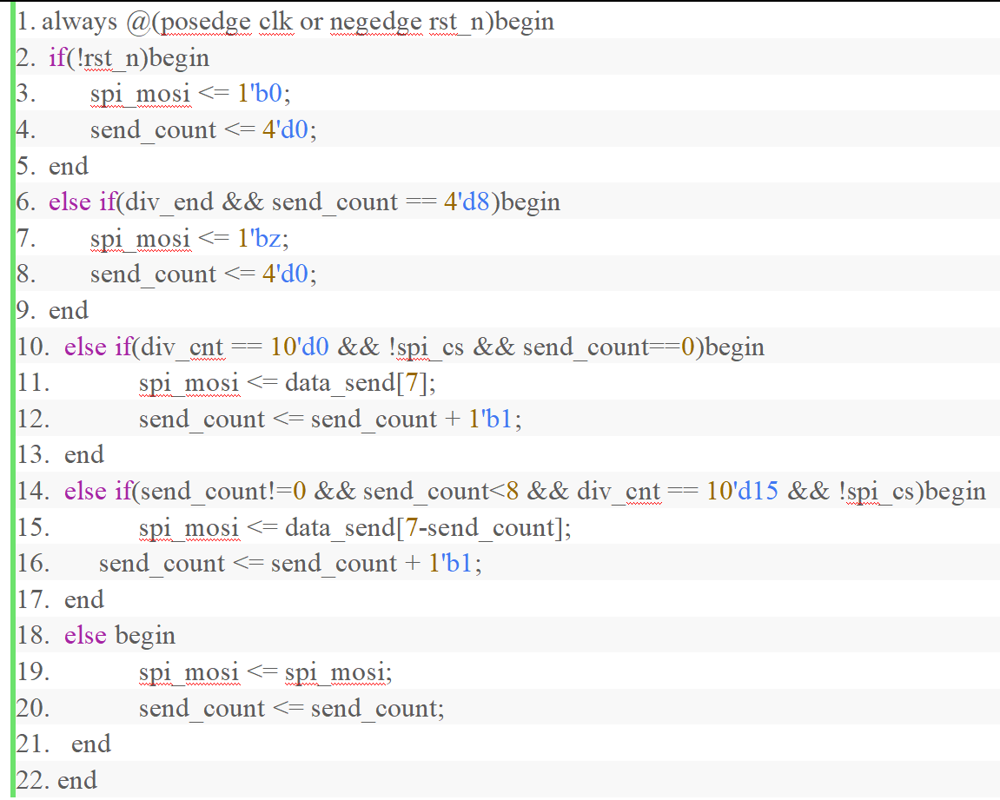 1. always @(posedge clk or negedge rst_n)begin
2. if(!rst_n)begin
3. spi_mosi <= 1'b0;
4. send_count <= 4'd0;
5. end
6. else if(div_end && send_count == 4'd8)begin
7. spi_mosi <= 1'bz;
8. send_count <= 4'd0;
9. end
10. else if(div_cnt == 10'd0 && !spi_cs && send_count==0)begin
11. spi_mosi <= data_send[7];
12. send_count <= send_count + 1'b1;
13. end
14. else if(send_count!=0 && send_count<8 && div_cnt == 10'd15 && !spi_cs)begin
15. spi_mosi <= data_send[7-send_count];
16. send_count <= send_count + 1'b1;
17. end
18. else begin
19. spi_mosi <= spi_mosi;
20. send_count <= send_count;
21. end
22. end